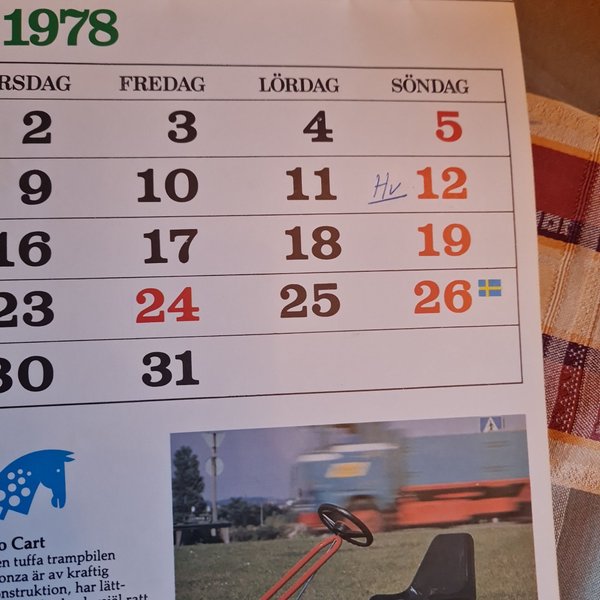 1978
RSDAG FREDAG LÖRDAG SÖNDAG
2 3 4 5
9 10 11 Hv 12
16 17 18 19
23 24 25 26
30 31
o Cart
en tuffa trampbilen
onza är av kraftig
onstruktion, har lätt-